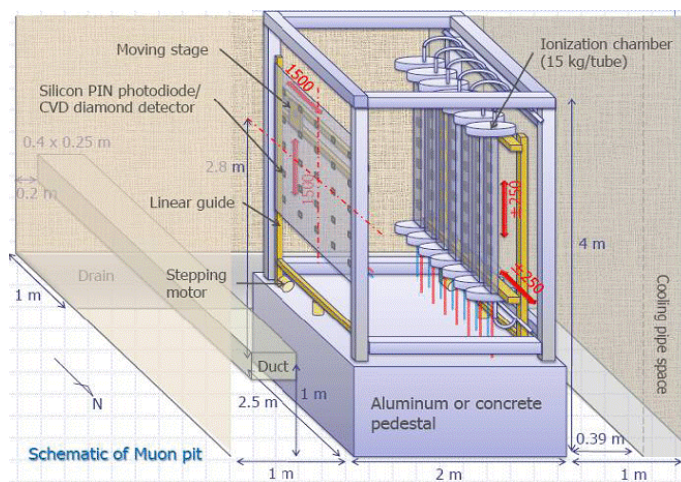 Moving stage
Silicon PIN photodiode/
CVD diamond detector
Ionization chamber
(15 kg/tube)
1500
0.4 x 0.25 m
2.8 m
0.2 m
1500
±250
Linear guide
4 m
Drain
Stepping
motor
±250
1 m
Cooling pipe space
Duct
N
2.5 m
1 m
Aluminum or concrete
pedestal
0.39 m
Schematic of Muon pit
1 m
2 m
1 m